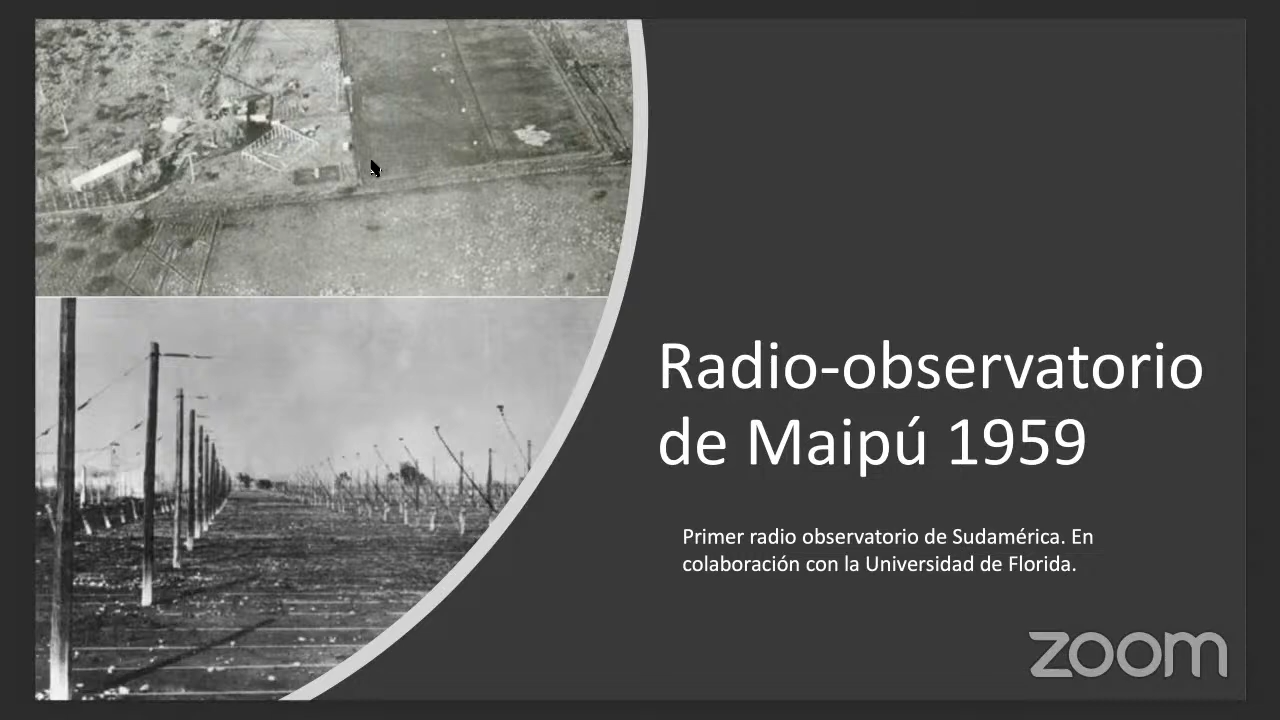 Radio-observatorio
de Maipú 1959
Primer radio observatorio de Sudamérica. En
colaboración con la Universidad de Florida.
zoom